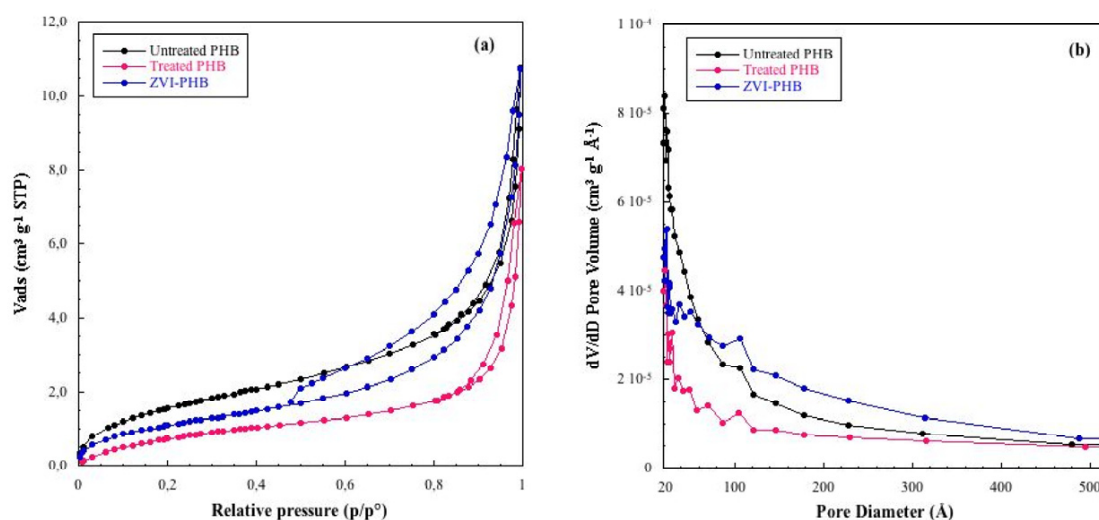 12,0
10,0
8,0
6,0
4,0
2,0
0,0
Vads (cm³ g⁻¹ STP)
Untreated PHB
Treated PHB
ZVI-PHB
(a)
0 0,2 0,4 0,6 0,8 1
Relative pressure (p/p°)
1 10⁻⁴
8 10⁻⁵
6 10⁻⁵
4 10⁻⁵
2 10⁻⁵
0
dV/dD Pore Volume (cm³ g⁻¹ Å⁻¹)
Untreated PHB
Treated PHB
ZVI-PHB
(b)
20 100 200 300 400 500
Pore Diameter (Å)